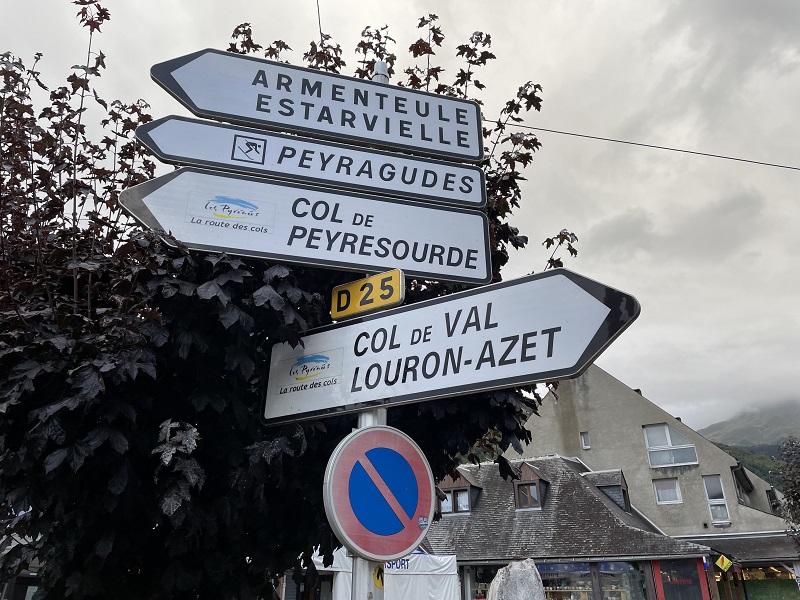 ARMENTEULE
ESTARVIELLE
PEYRAGUDES
COL DE
PEYRESOURDE
Les Pyrénées
La route des cols
D 25
COL DE VAL
LOURON-AZET
Les Pyrénées
La route des cols
SPORT